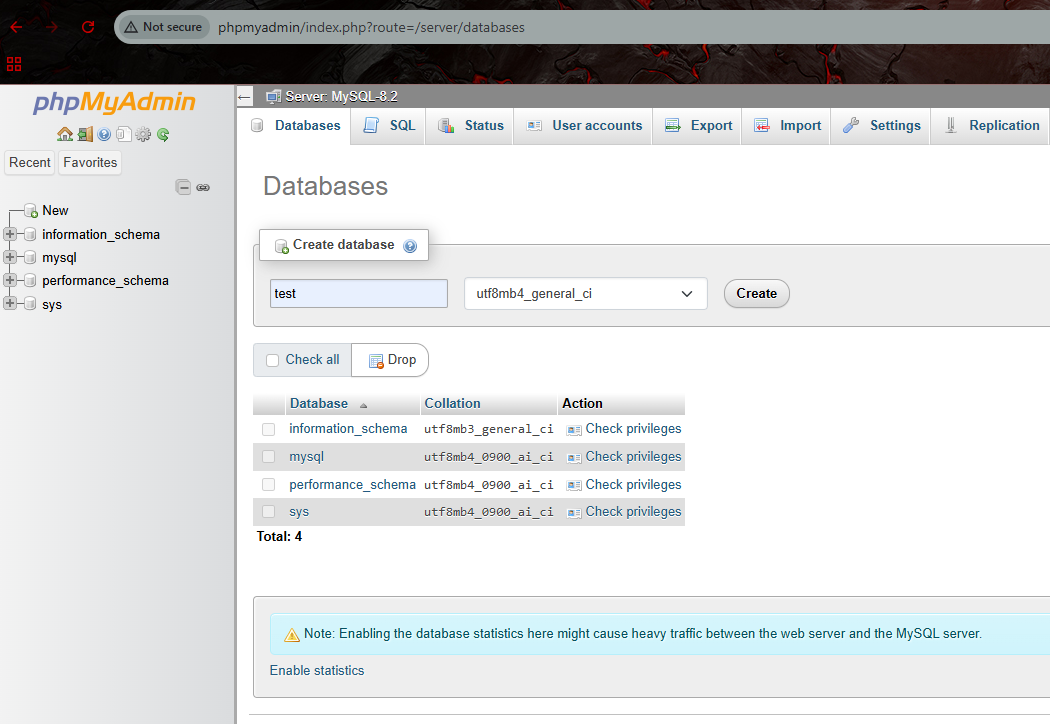 Not secure phpmyadmin/index.php?route=/server/databases
phpMyAdmin
Recent Favorites
New
information_schema
mysql
performance_schema
sys
Server: MySQL-8.2
Databases SQL Status User accounts Export Import Settings Replication
Databases
Create database
test utf8mb4_general_ci Create
Check all Drop
Database Collation Action
information_schema utf8mb3_general_ci Check privileges
mysql utf8mb4_0900_ai_ci Check privileges
performance_schema utf8mb4_0900_ai_ci Check privileges
sys utf8mb4_0900_ai_ci Check privileges
Total: 4
Note: Enabling the database statistics here might cause heavy traffic between the web server and the MySQL server.
Enable statistics